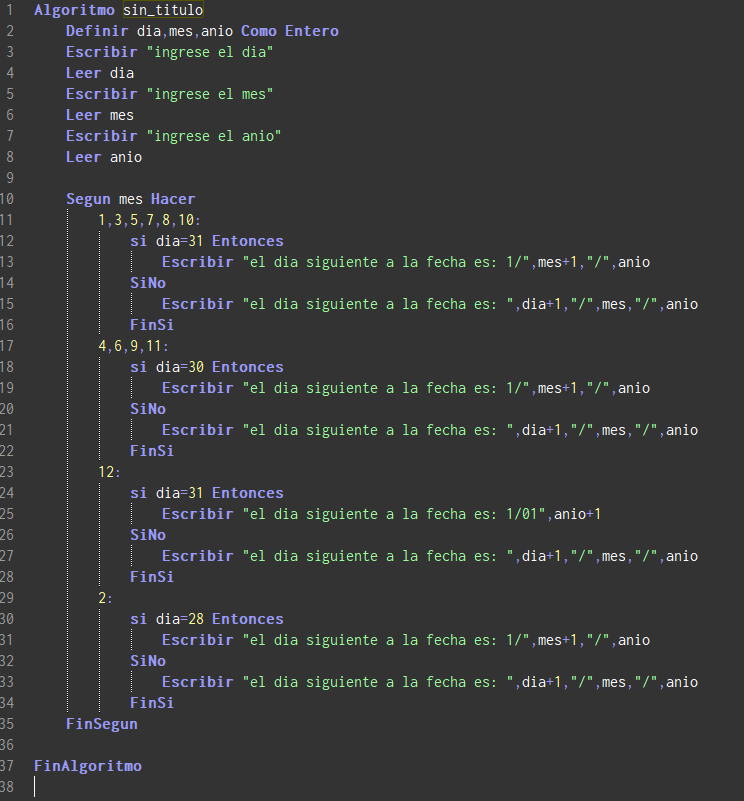 1 Algoritmo sin_titulo
2 Definir dia,mes,anio Como Entero
3 Escribir "ingrese el dia"
4 Leer dia
5 Escribir "ingrese el mes"
6 Leer mes
7 Escribir "ingrese el anio"
8 Leer anio
9
10 Segun mes Hacer
11 1,3,5,7,8,10:
12 si dia=31 Entonces
13 Escribir "el dia siguiente a la fecha es: 1/",mes+1,"/",anio
14 SiNo
15 Escribir "el dia siguiente a la fecha es: ",dia+1,"/",mes,"/",anio
16 FinSi
17 4,6,9,11:
18 si dia=30 Entonces
19 Escribir "el dia siguiente a la fecha es: 1/",mes+1,"/",anio
20 SiNo
21 Escribir "el dia siguiente a la fecha es: ",dia+1,"/",mes,"/",anio
22 FinSi
23 12:
24 si dia=31 Entonces
25 Escribir "el dia siguiente a la fecha es: 1/01",anio+1
26 SiNo
27 Escribir "el dia siguiente a la fecha es: ",dia+1,"/",mes,"/",anio
28 FinSi
29 2:
30 si dia=28 Entonces
31 Escribir "el dia siguiente a la fecha es: 1/",mes+1,"/",anio
32 SiNo
33 Escribir "el dia siguiente a la fecha es: ",dia+1,"/",mes,"/",anio
34 FinSi
35 FinSegun
36
37 FinAlgoritmo
38